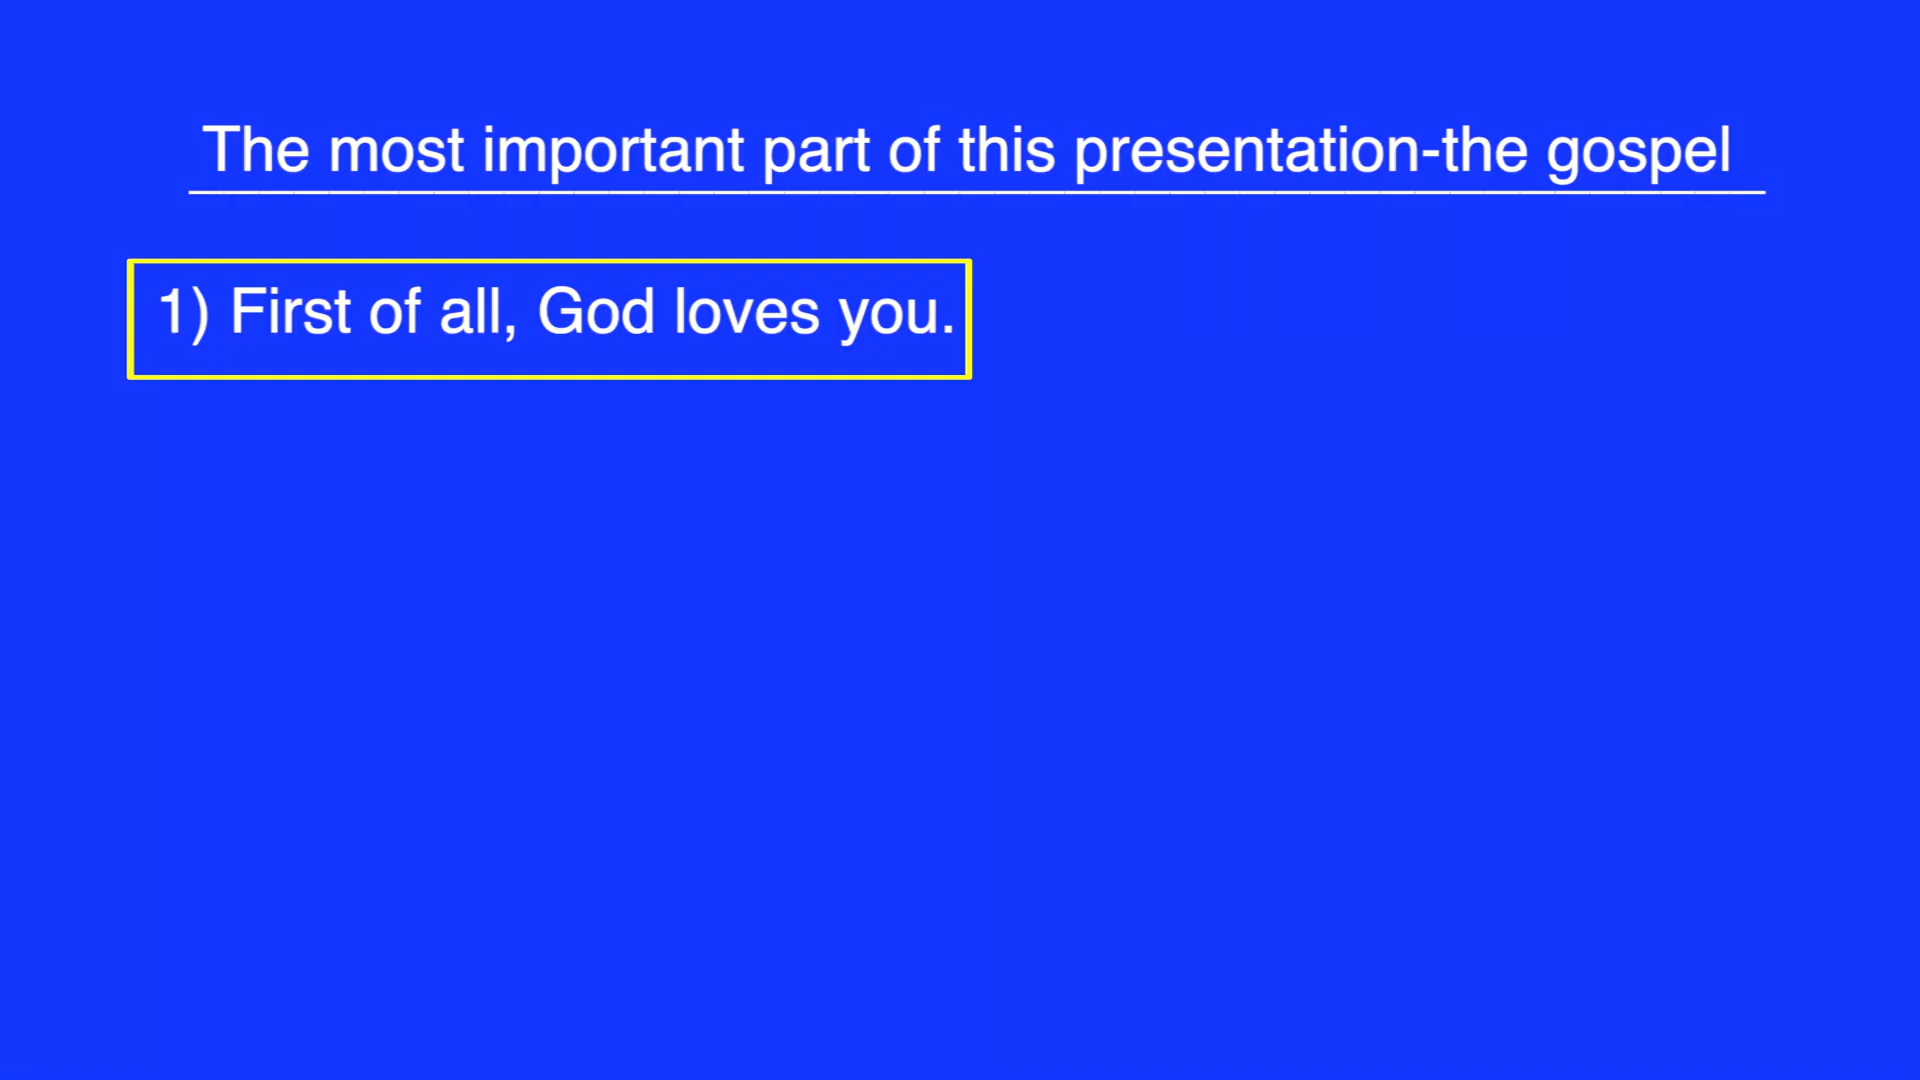 The most important part of this presentation-the gospel
1) First of all, God loves you.